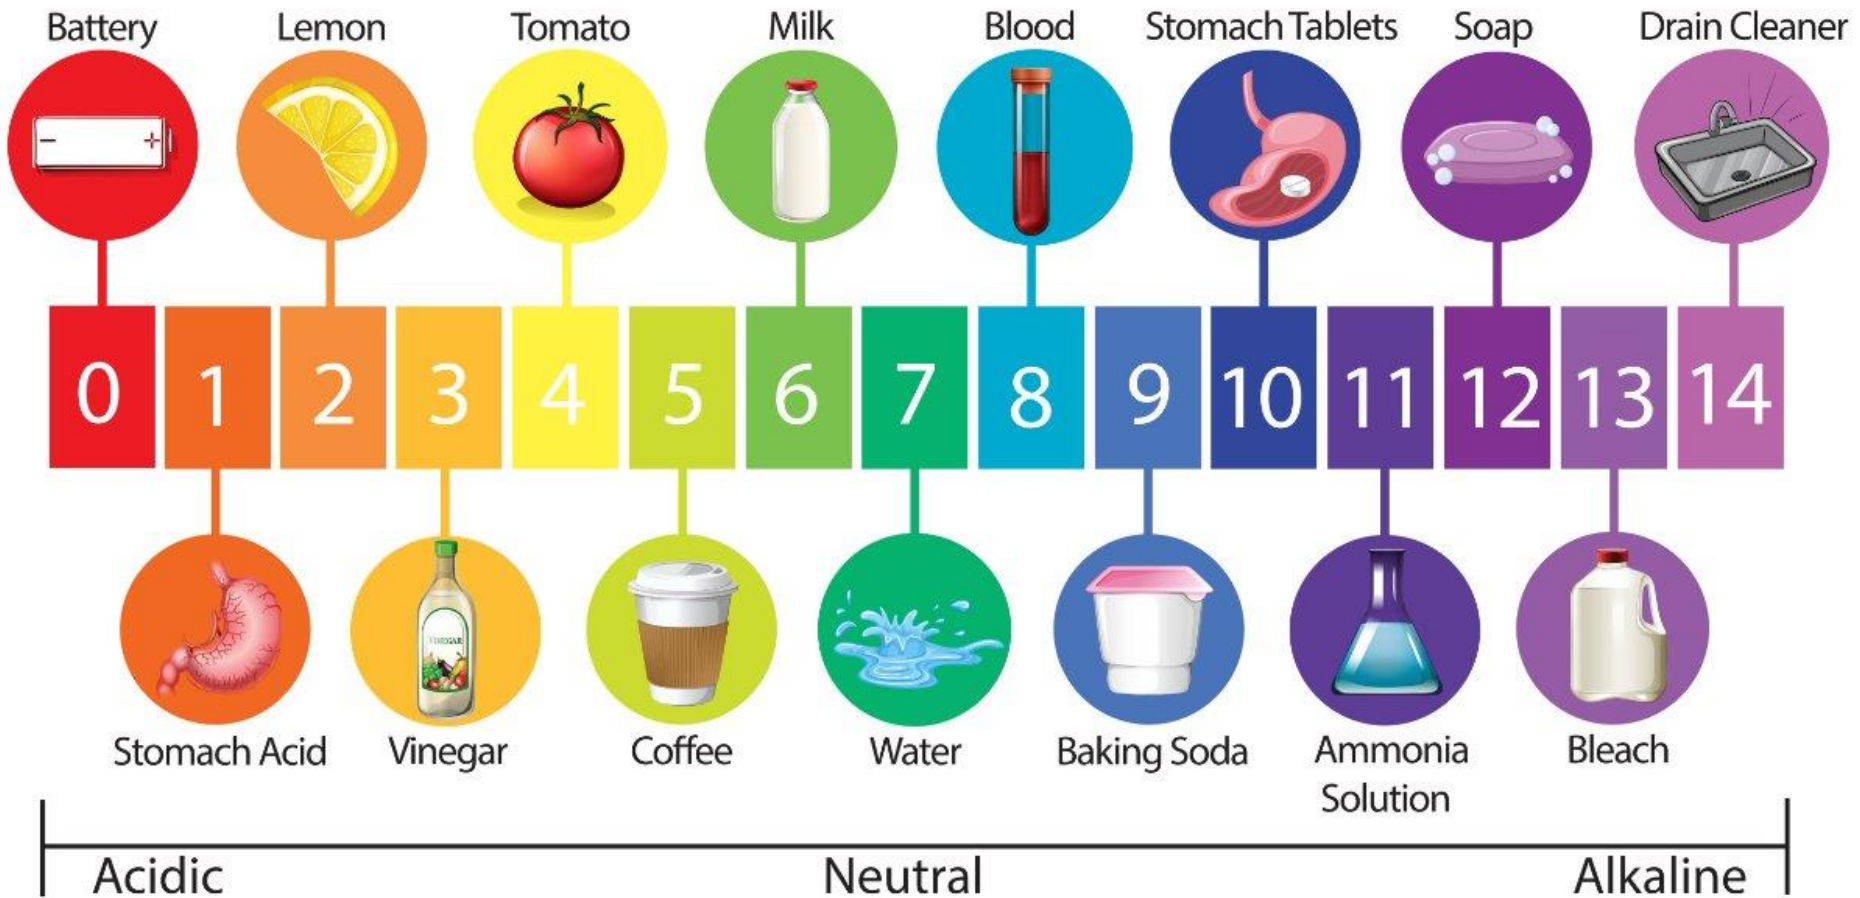 Battery
Lemon
Tomato
Milk
Blood
Stomach Tablets
Soap
Drain Cleaner
- +
0 1 2 3 4 5 6 7 8 9 10 11 12 13 14
VINEGAR
Stomach Acid
Vinegar
Coffee
Water
Baking Soda
Ammonia
Solution
Bleach
Acidic
Neutral
Alkaline